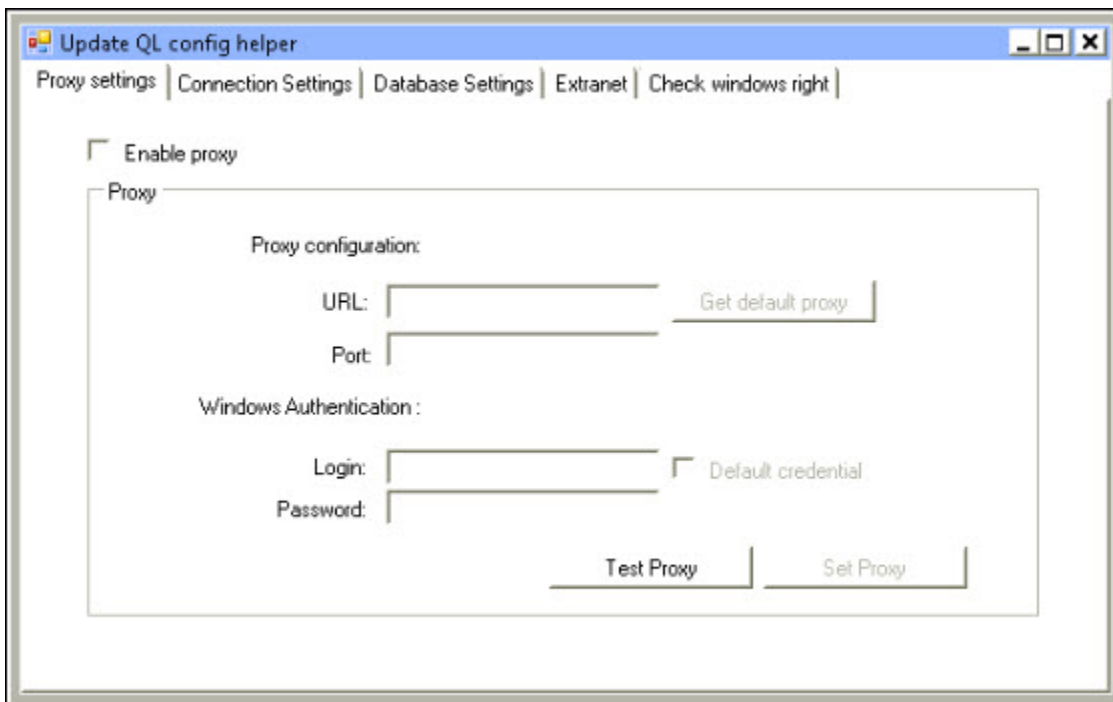 Update QL config helper
Proxy settings Connection Settings Database Settings Extranet Check windows right
Enable proxy
Proxy
Proxy configuration:
URL: Get default proxy
Port:
Windows Authentication :
Login: Default credential
Password:
Test Proxy Set Proxy